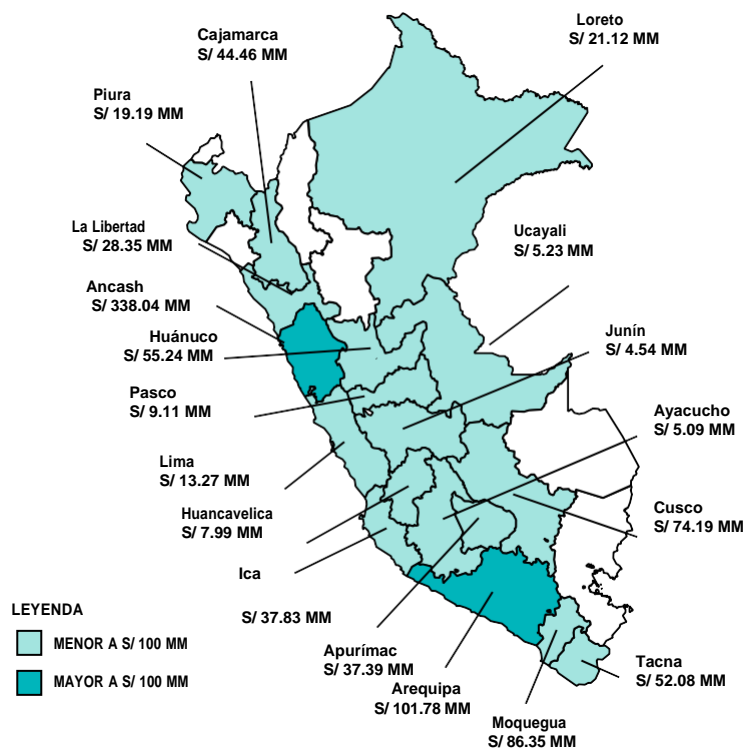 Loreto
S/ 21.12 MM
Cajamarca
S/ 44.46 MM
Piura
S/ 19.19 MM
La Libertad
S/ 28.35 MM
Ucayali
S/ 5.23 MM
Ancash
S/ 338.04 MM
Huánuco
S/ 55.24 MM
Junín
S/ 4.54 MM
Pasco
S/ 9.11 MM
Ayacucho
S/ 5.09 MM
Lima
S/ 13.27 MM
Huancavelica
S/ 7.99 MM
Cusco
S/ 74.19 MM
Ica
S/ 37.83 MM
LEYENDA
MENOR A S/ 100 MM
MAYOR A S/ 100 MM
Apurímac
S/ 37.39 MM
Arequipa
S/ 101.78 MM
Moquegua
S/ 86.35 MM
Tacna
S/ 52.08 MM